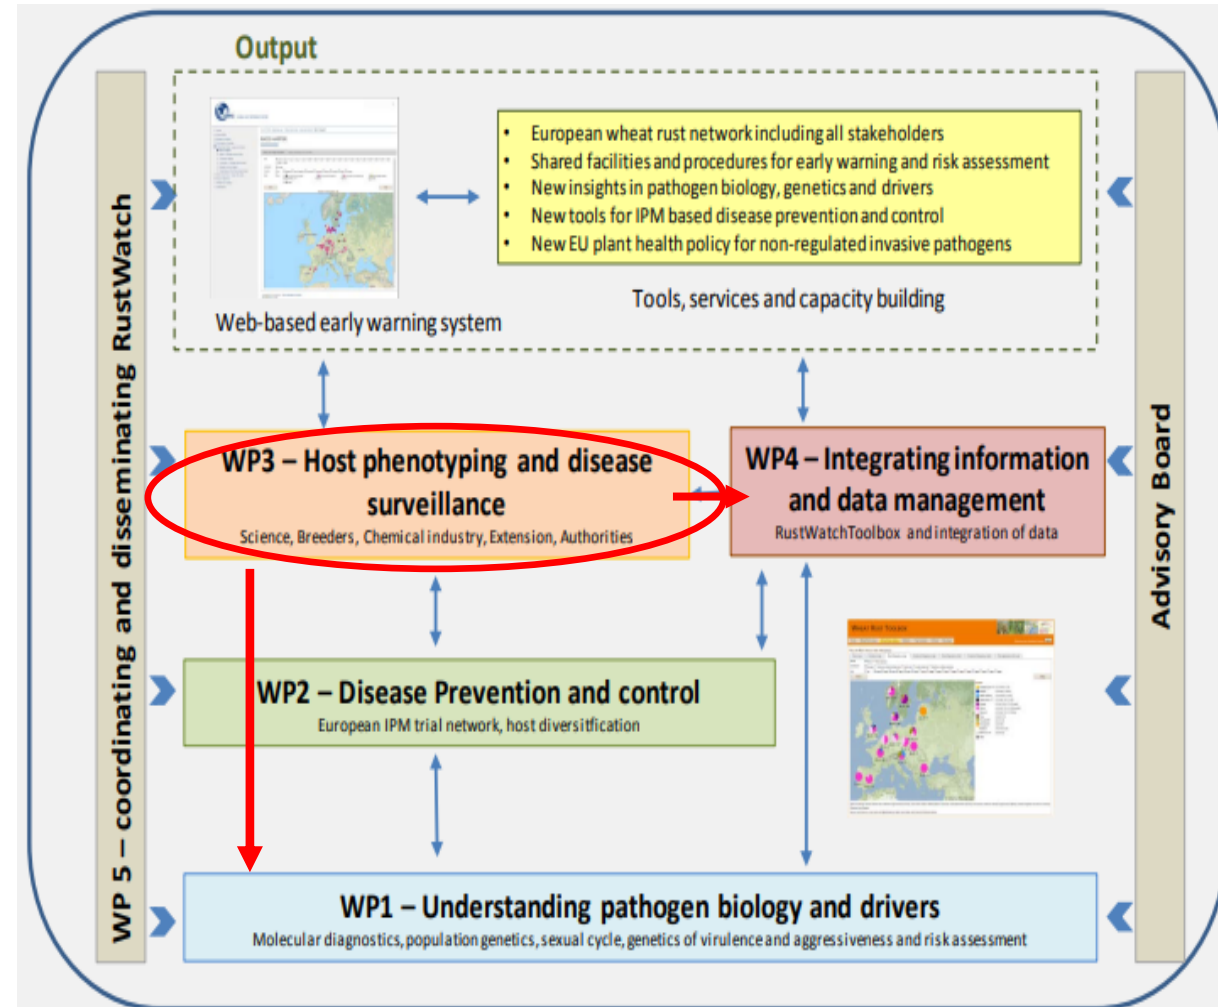 Output
European wheat rust network including all stakeholders
Shared facilities and procedures for early warning and risk assessment
New insights in pathogen biology, genetics and drivers
New tools for IPM based disease prevention and control
New EU plant health policy for non-regulated invasive pathogens
Web-based early warning system
Tools, services and capacity building
WP 5 – coordinating and disseminating RustWatch
Advisory Board
WP3 – Host phenotyping and disease
surveillance
Science, Breeders, Chemical industry, Extension, Authorities
WP4 – Integrating information
and data management
RustWatchToolbox and integration of data
WP2 – Disease Prevention and control
European IPM trial network, host diversitfication
WHEAT RUST TOOLBOX
WP1 – Understanding pathogen biology and drivers
Molecular diagnostics, population genetics, sexual cycle, genetics of virulence and aggressiveness and risk assessment